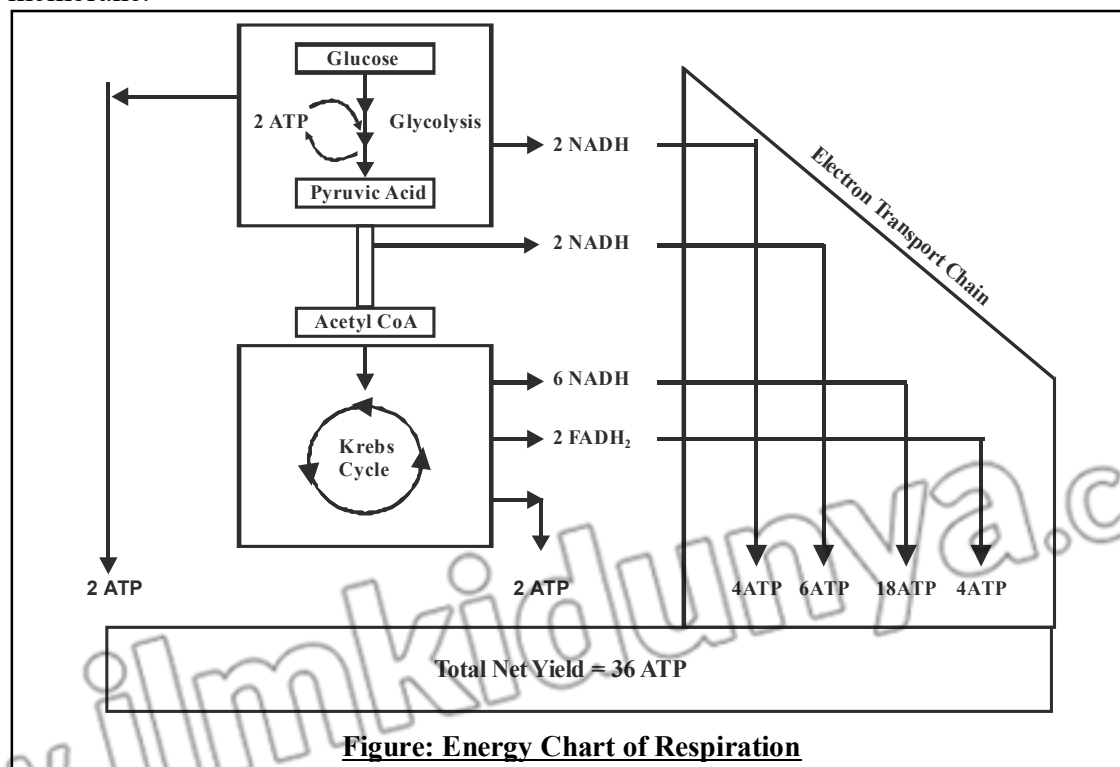 Glucose
2 ATP
Glycolysis
2 NADH
Pyruvic Acid
2 NADH
Acetyl CoA
6 NADH
2 FADH₂
Krebs
Cycle
Electron Transport Chain
2 ATP
2 ATP
4ATP
6ATP
18ATP
4ATP
Total Net Yield = 36 ATP
Figure: Energy Chart of Respiration
.ilmkidunya.c